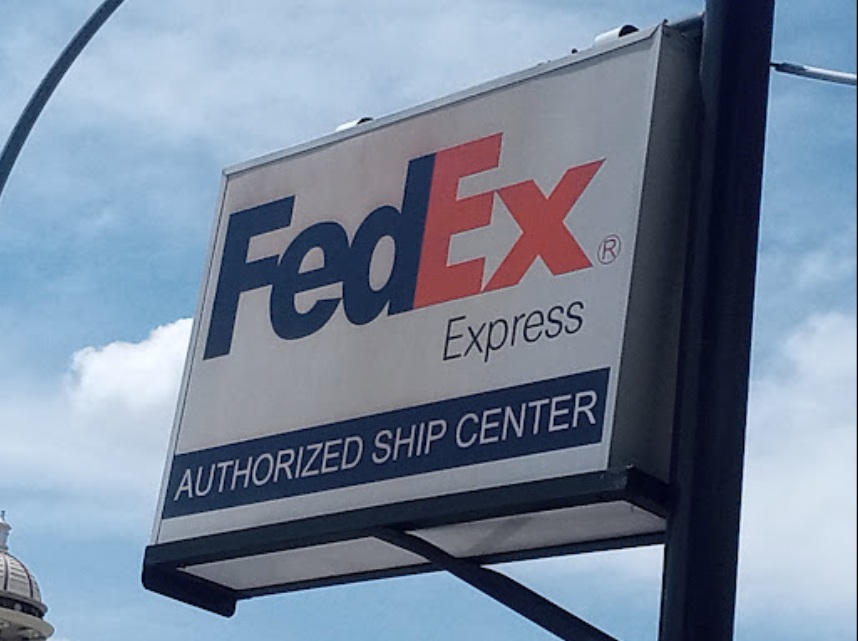 FedEx®
Express
AUTHORIZED SHIP CENTER